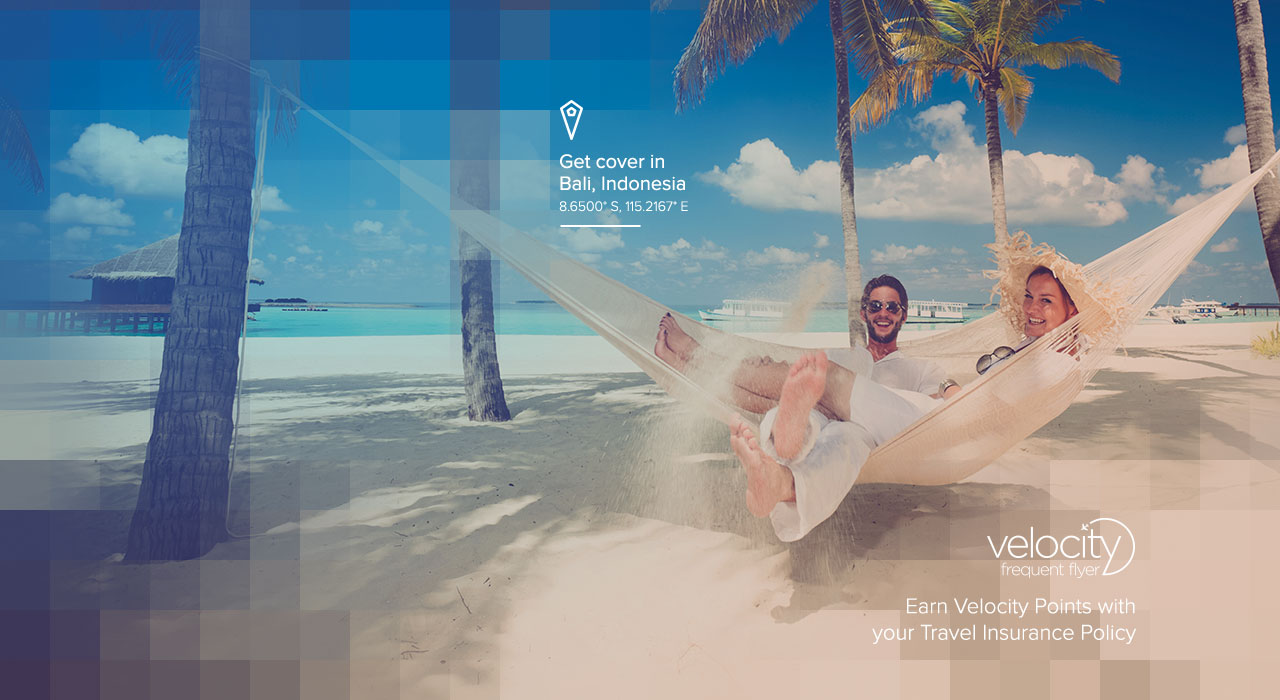 Get cover in
Bali, Indonesia
8.6500° S, 115.2167° E
velocity
frequent flyer
Earn Velocity Points with
your Travel Insurance Policy